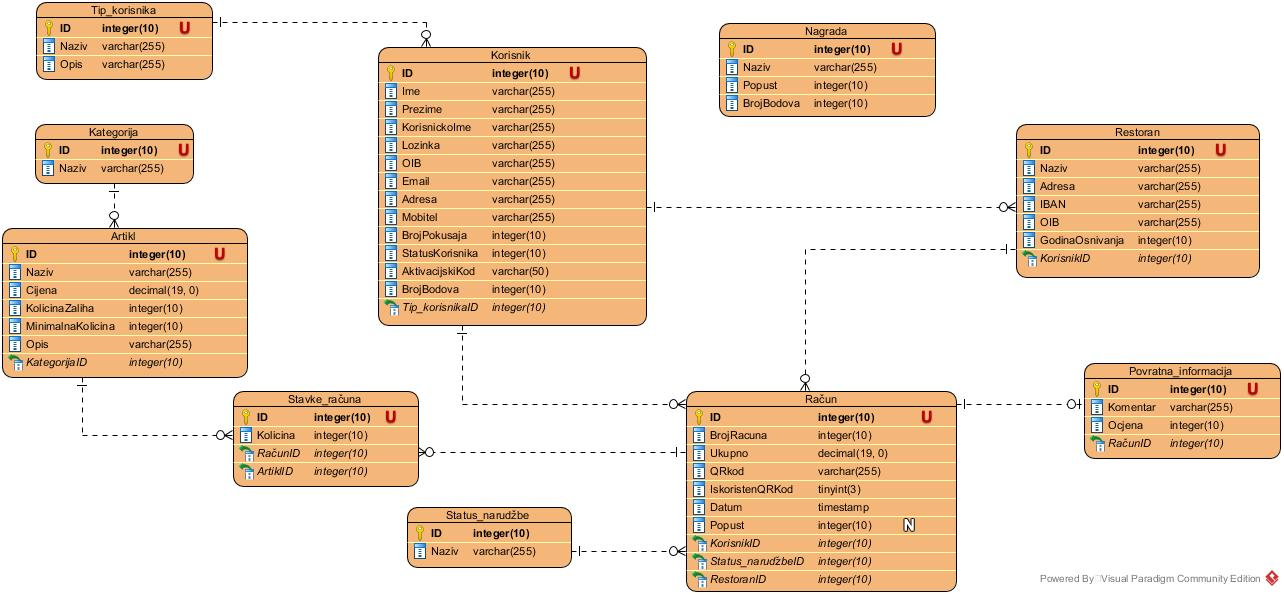 Tip_korisnika
ID integer(10) U
Naziv varchar(255)
Opis varchar(255)
Korisnik
ID integer(10) U
Ime varchar(255)
Prezime varchar(255)
KorisnickoIme varchar(255)
Lozinka varchar(255)
OIB varchar(255)
Email varchar(255)
Adresa varchar(255)
Mobitel varchar(255)
BrojPokusaja integer(10)
StatusKorisnika integer(10)
AktivacijskiKod varchar(50)
BrojBodova integer(10)
Tip_korisnikaID integer(10)
Nagrada
ID integer(10) U
Naziv varchar(255)
Popust integer(10)
BrojBodova integer(10)
Kategorija
ID integer(10) U
Naziv varchar(255)
Restoran
ID integer(10) U
Naziv varchar(255)
Adresa varchar(255)
IBAN varchar(255)
OIB varchar(255)
GodinaOsnivanja integer(10)
KorisnikID integer(10)
Artikl
ID integer(10) U
Naziv varchar(255)
Cijena decimal(19, 0)
KolicinaZaliha integer(10)
MinimalnaKolicina integer(10)
Opis varchar(255)
KategorijaID integer(10)
Stavke_računa
ID integer(10) U
Kolicina integer(10)
RačunID integer(10)
ArtiklID integer(10)
Račun
ID integer(10) U
BrojRacuna integer(10)
Ukupno decimal(19, 0)
QRkod varchar(255)
IskoristenQRKod tinyint(3)
Datum timestamp
Popust integer(10) N
KorisnikID integer(10)
Status_narudžbeID integer(10)
RestoranID integer(10)
Povratna_informacija
ID integer(10) U
Komentar varchar(255)
Ocjena integer(10)
RačunID integer(10)
Status_narudžbe
ID integer(10)
Naziv varchar(255)
Powered By Visual Paradigm Community Edition